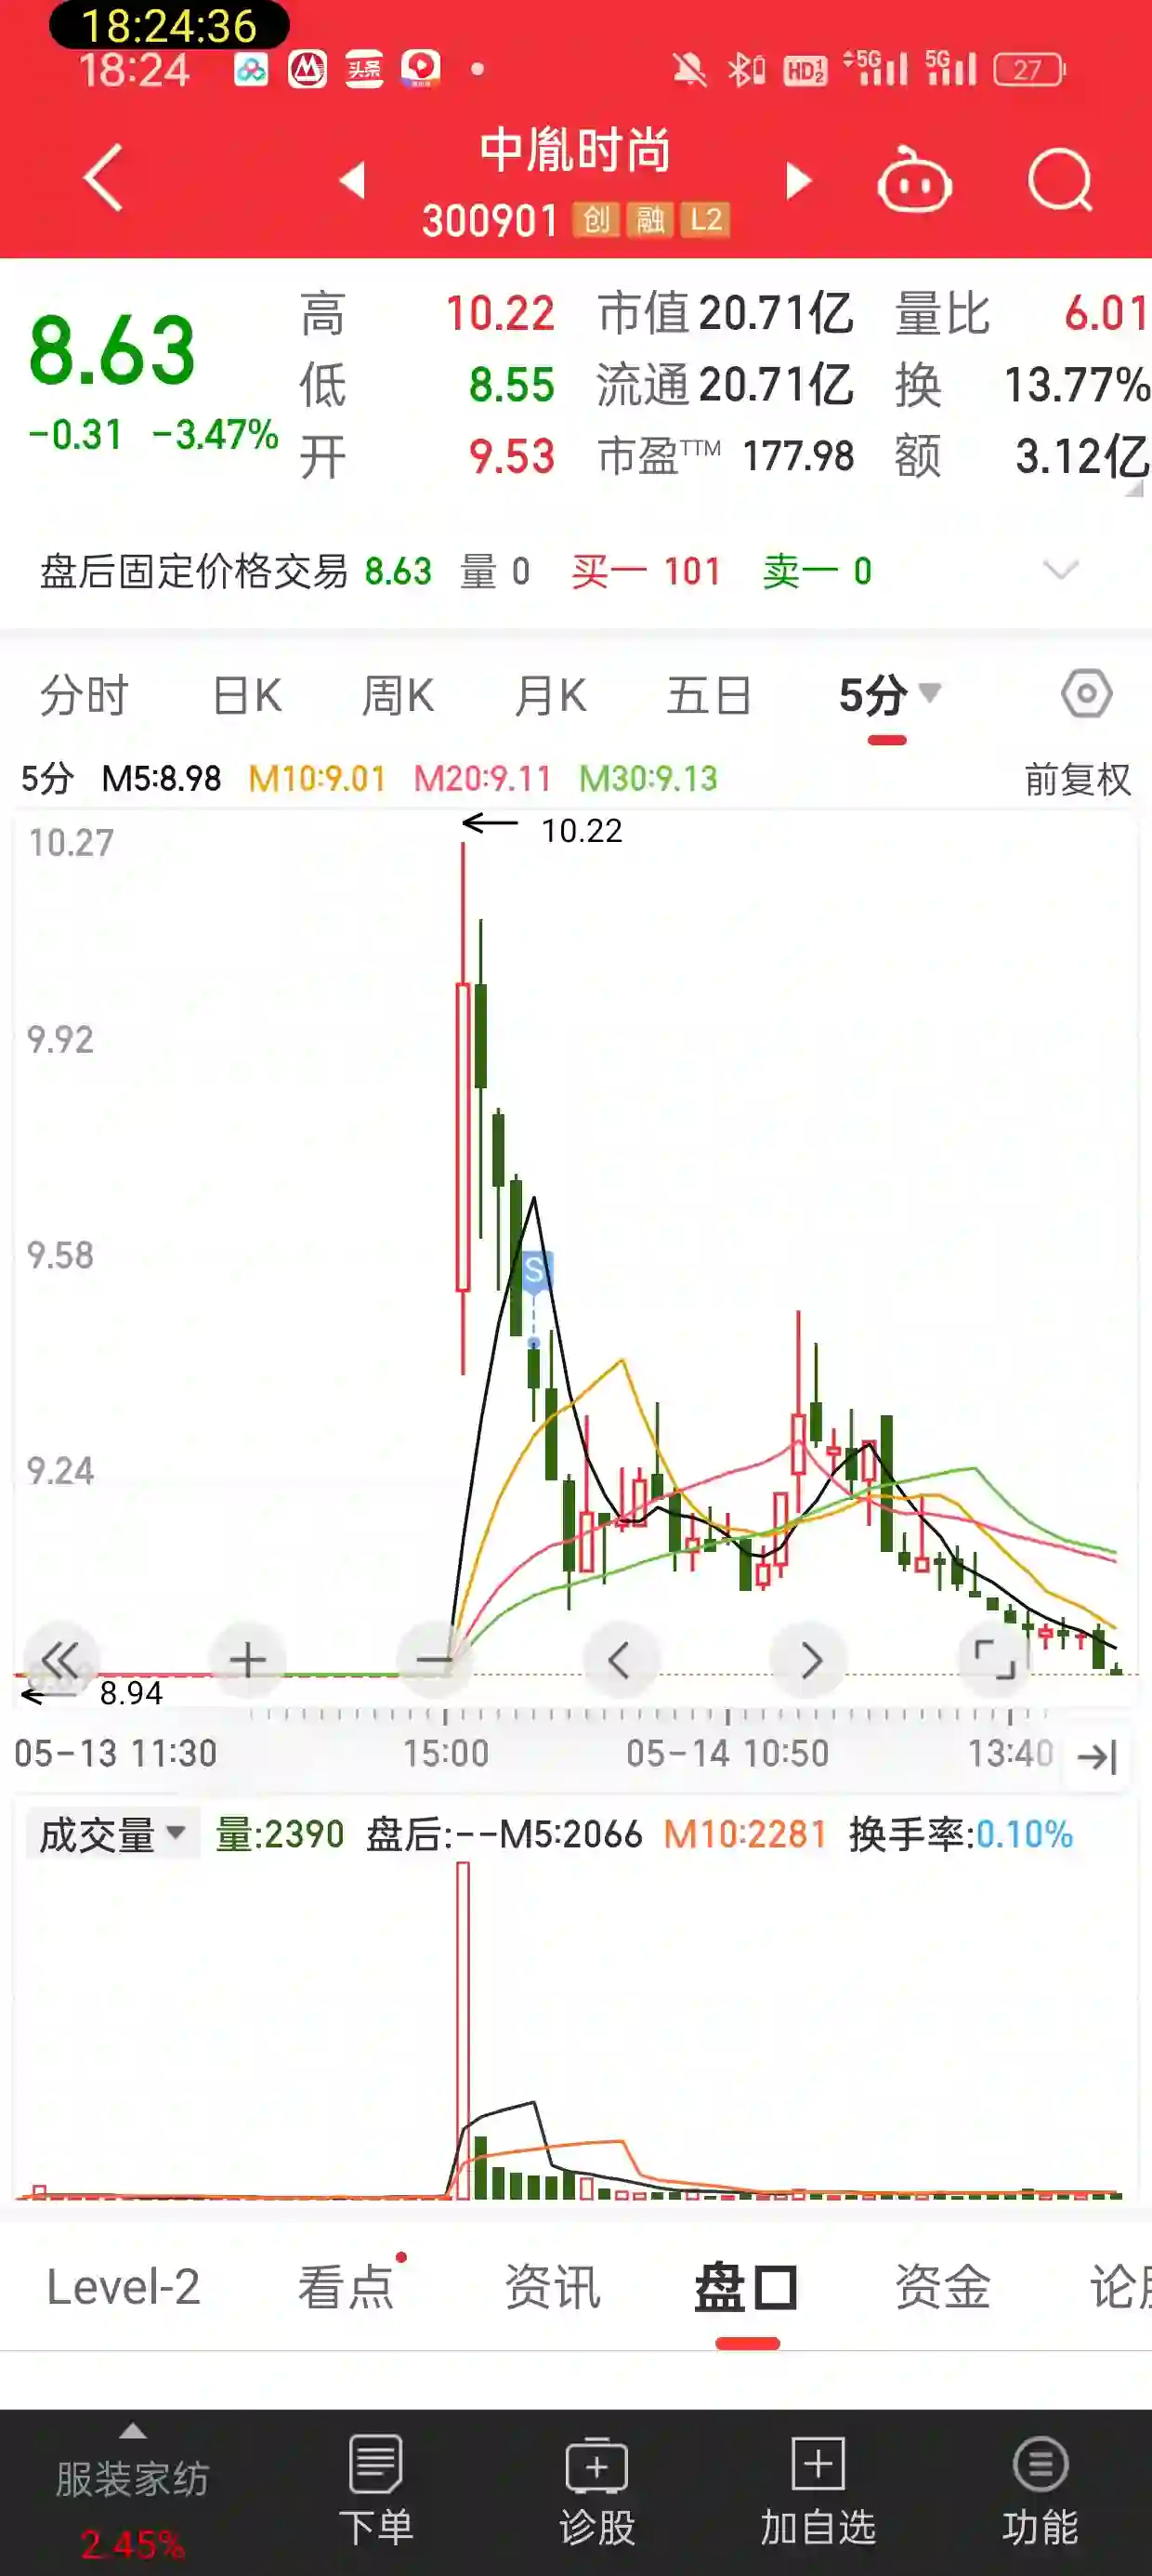 18:24:36
18:24 头条 HD 1 2 5G 5G 27
中胤时尚
300901 创 融 L2
8.63
-0.31 -3.47%
高 10.22 市值 20.71亿 量比 6.01
低 8.55 流通 20.71亿 换 13.77%
开 9.53 市盈TTM 177.98 额 3.12亿
盘后固定价格交易 8.63 量 0 买一 101 卖一 0
分时 日K 周K 月K 五日 5分
5分 M5:8.98 M10:9.01 M20:9.11 M30:9.13 前复权
10.27
10.22
9.92
9.58
S
9.24
8.94
05-13 11:30 15:00 05-14 10:50 13:40
成交量 量:2390 盘后:--M5:2066 M10:2281 换手率:0.10%
Level-2 看点 资讯 盘口 资金 论
服装家纺
2.45%
下单 诊股 加自选 功能